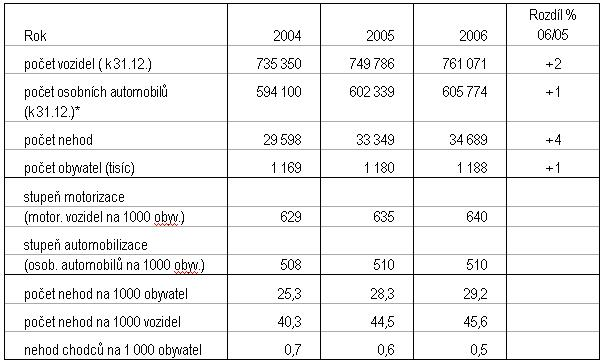 Rok 2004 2005 2006 Rozdíl % 06/05
počet vozidel ( k 31.12.) 735 350 749 786 761 071 +2
počet osobních automobilů
(k31.12.)* 594 100 602 339 605 774 +1
počet nehod 29 598 33 349 34 689 +4
počet obyvatel (tisíc) 1 169 1 180 1 188 +1
stupeň motorizace
(motor. vozidel na 1000 obyv.) 629 635 640
stupeň automobilizace
(osob. automobilů na 1000 obyv.) 508 510 510
počet nehod na 1000 obyvatel 25,3 28,3 29,2
počet nehod na 1000 vozidel 40,3 44,5 45,6
nehod chodců na 1 000 obyvatel 0,7 0,6 0,5